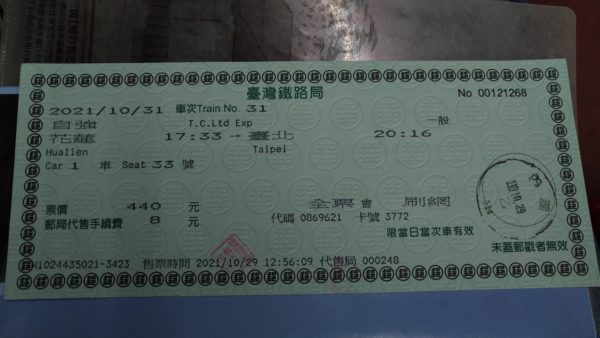 臺灣鐵路局
No 00121268
2021/10/31 車次Train No. 31
自強 T.C.Ltd Exp 一般
花蓮 17:33 → 臺北 20:16
Hualien Taipei
Car 1 車 Seat 33 號
票價 440 元 全票 會 刷網
郵局代售手續費 8 元 代碼 0869621 卡號 3772
限當日當次車有效
未蓋郵戳者無效
N1024435021-3423 售票時間 2021/10/29 12:56:09 代售局 000248